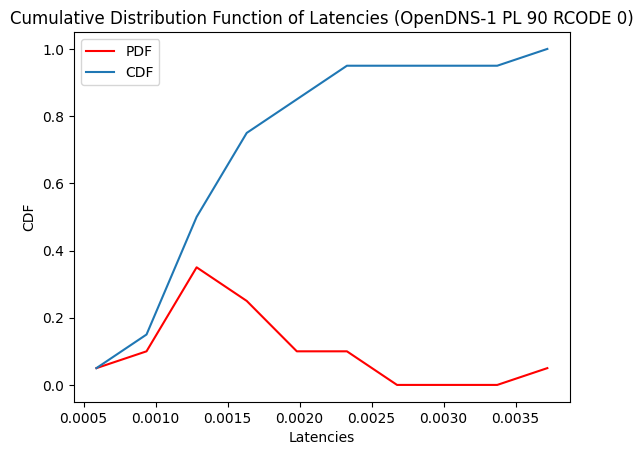 Cumulative Distribution Function of Latencies (OpenDNS-1 PL 90 RCODE 0)
PDF
CDF
1.0
0.8
0.6
0.4
0.2
0.0
CDF
0.0005 0.0010 0.0015 0.0020 0.0025 0.0030 0.0035
Latencies